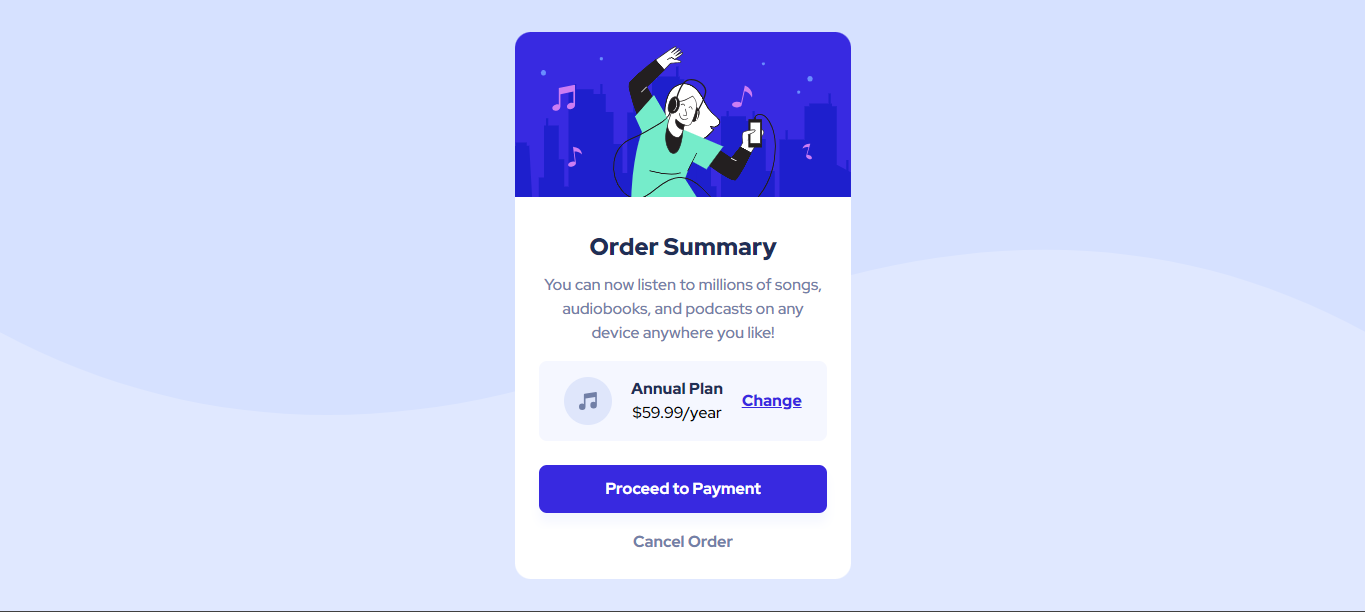 Order Summary
You can now listen to millions of songs,
audiobooks, and podcasts on any
device anywhere you like!
Annual Plan
$59.99/year
Change
Proceed to Payment
Cancel Order